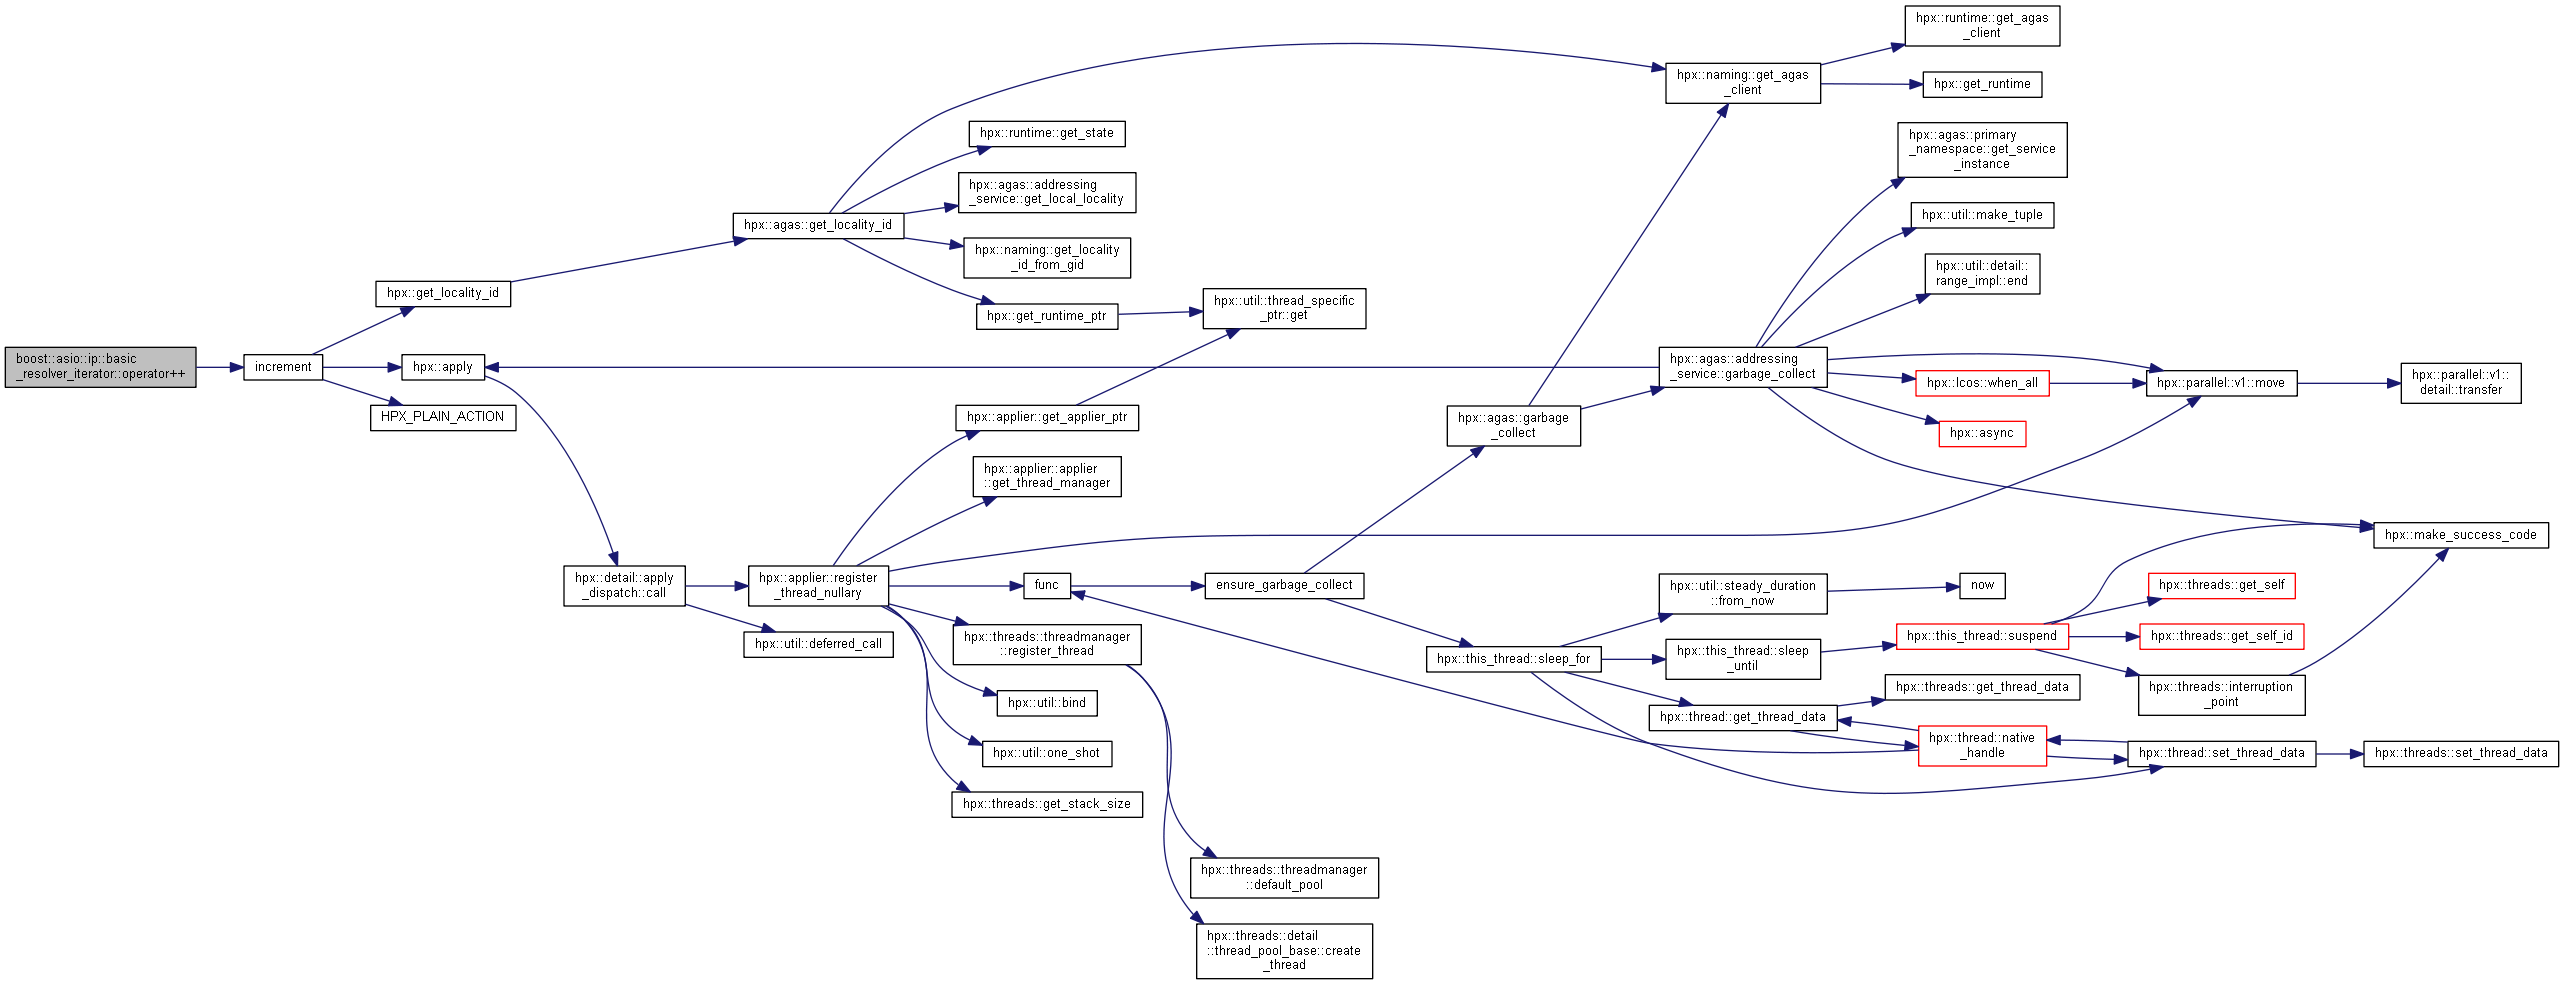 boost::asio::ip::basic
_resolver_iterator::operator++
increment
hpx::get_locality_id
hpx::apply
HPX_PLAIN_ACTION
hpx::detail::apply
_dispatch::call
hpx::agas::get_locality_id
hpx::applier::register
_thread_nullary
hpx::util::deferred_call
hpx::runtime::get_state
hpx::agas::addressing
_service::get_local_locality
hpx::naming::get_locality
_id_from_gid
hpx::get_runtime_ptr
hpx::applier::get_applier_ptr
hpx::applier::applier
::get_thread_manager
func
hpx::threads::threadmanager
::register_thread
hpx::util::bind
hpx::util::one_shot
hpx::threads::get_stack_size
hpx::util::thread_specific
_ptr::get
ensure_garbage_collect
hpx::threads::threadmanager
::default_pool
hpx::threads::detail
::thread_pool_base::create
_thread
hpx::agas::garbage
_collect
hpx::this_thread::sleep_for
hpx::naming::get_agas
_client
hpx::agas::addressing
_service::garbage_collect
hpx::util::steady_duration
::from_now
hpx::this_thread::sleep
_until
hpx::thread::get_thread_data
hpx::runtime::get_agas
_client
hpx::get_runtime
hpx::agas::primary
_namespace::get_service
_instance
hpx::util::make_tuple
hpx::util::detail::
range_impl::end
hpx::lcos::when_all
hpx::async
now
hpx::this_thread::suspend
hpx::threads::get_thread_data
hpx::thread::native
_handle
hpx::parallel::v1::move
hpx::threads::get_self
hpx::threads::get_self_id
hpx::threads::interruption
_point
hpx::thread::set_thread_data
hpx::parallel::v1::
detail::transfer
hpx::make_success_code
hpx::threads::set_thread_data